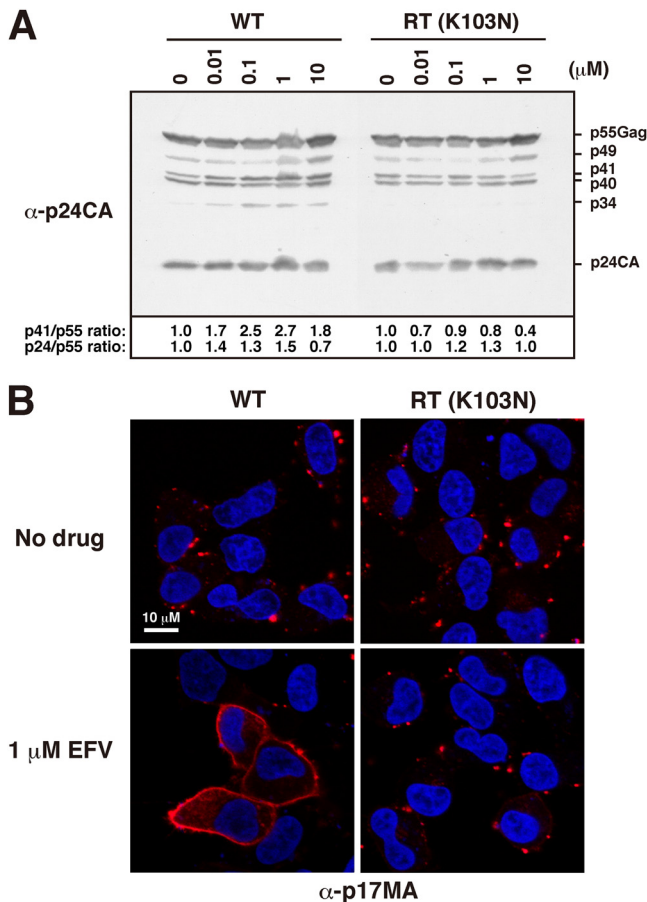 A
WT RT (K103N)
0 0.01 0.1 1 10 0 0.01 0.1 1 10 (µM)
p55Gag
p49
p41
p40
α-p24CA
p34
p24CA
p41/p55 ratio: 1.0 1.7 2.5 2.7 1.8 1.0 0.7 0.9 0.8 0.4
p24/p55 ratio: 1.0 1.4 1.3 1.5 0.7 1.0 1.0 1.2 1.3 1.0
B
WT RT (K103N)
No drug
10 µM
1 µM EFV
α-p17MA